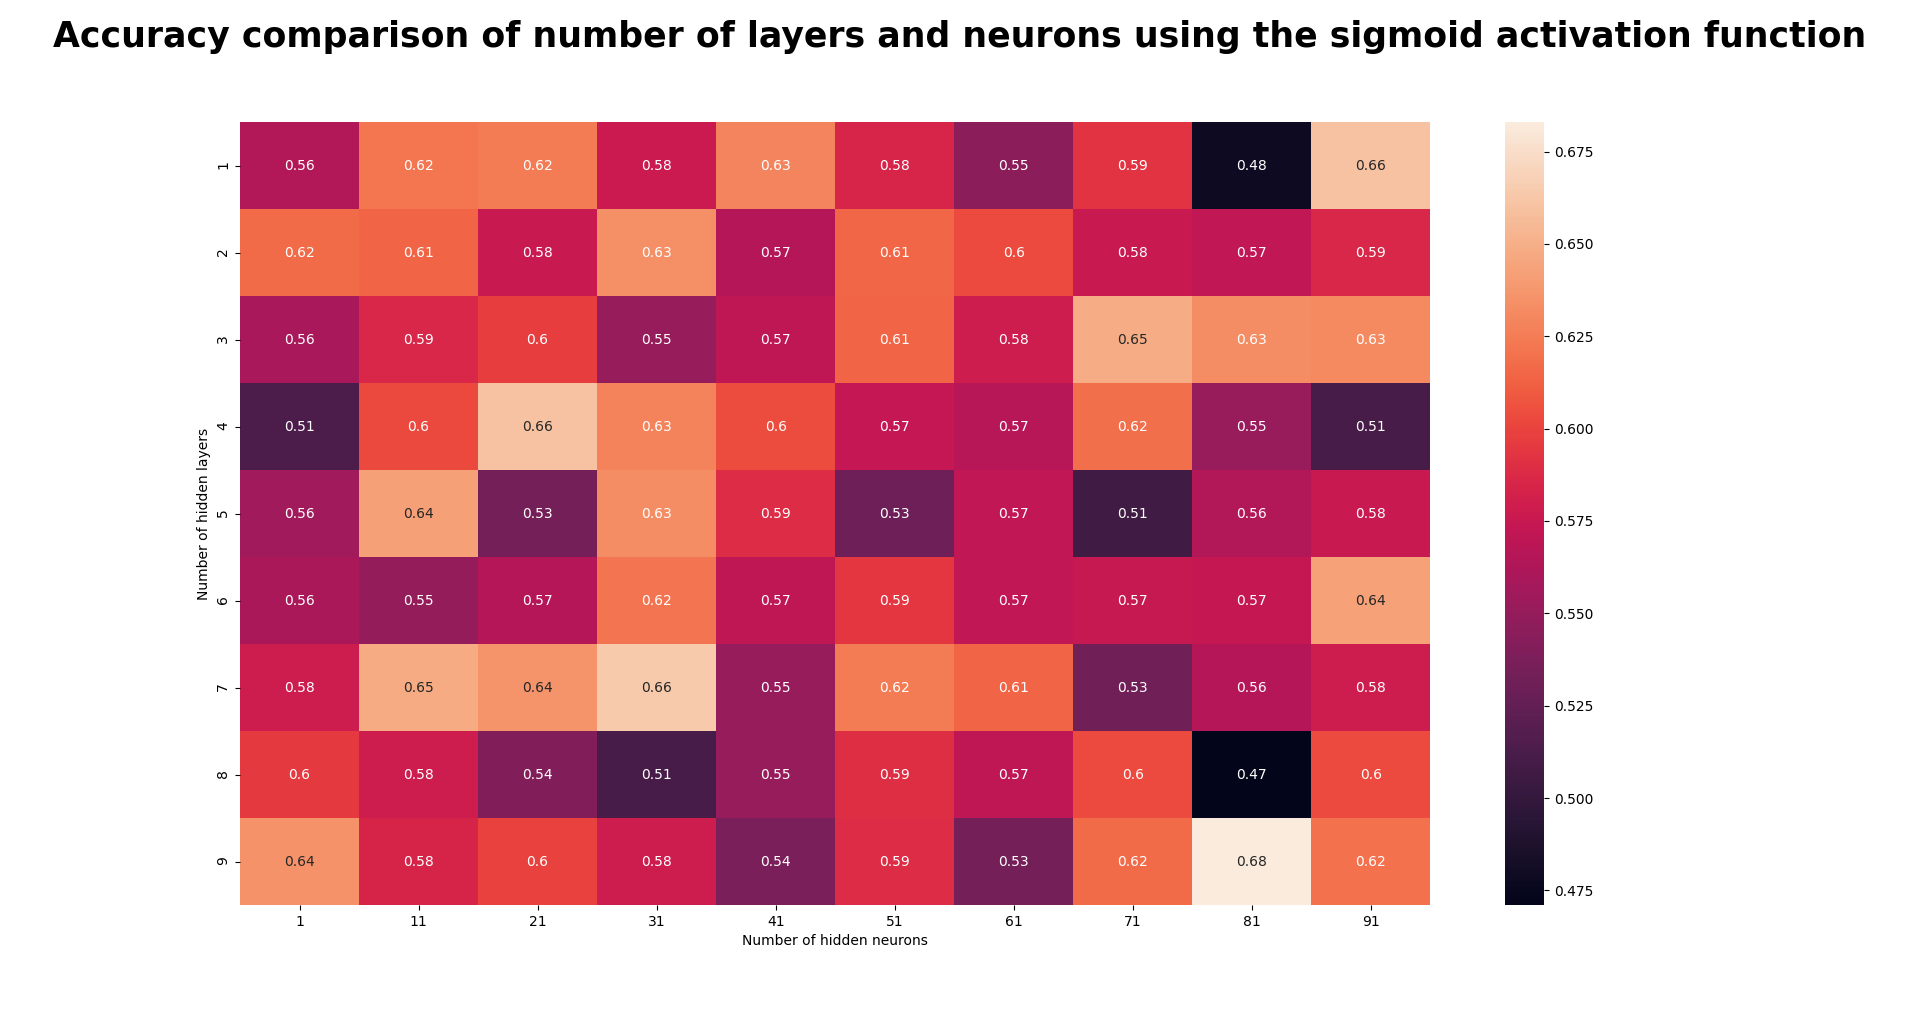 Accuracy comparison of number of layers and neurons using the sigmoid activation function
1 0.56 0.62 0.62 0.58 0.63 0.58 0.55 0.59 0.48 0.66
2 0.62 0.61 0.58 0.63 0.57 0.61 0.6 0.58 0.57 0.59
3 0.56 0.59 0.6 0.55 0.57 0.61 0.58 0.65 0.63 0.63
4 0.51 0.6 0.66 0.63 0.6 0.57 0.57 0.62 0.55 0.51
5 0.56 0.64 0.53 0.63 0.59 0.53 0.57 0.51 0.56 0.58
6 0.56 0.55 0.57 0.62 0.57 0.59 0.57 0.57 0.57 0.64
7 0.58 0.65 0.64 0.66 0.55 0.62 0.61 0.53 0.56 0.58
8 0.6 0.58 0.54 0.51 0.55 0.59 0.57 0.6 0.47 0.6
9 0.64 0.58 0.6 0.58 0.54 0.59 0.53 0.62 0.68 0.62
1 11 21 31 41 51 61 71 81 91
Number of hidden neurons
Number of hidden layers
0.675
0.650
0.625
0.600
0.575
0.550
0.525
0.500
0.475